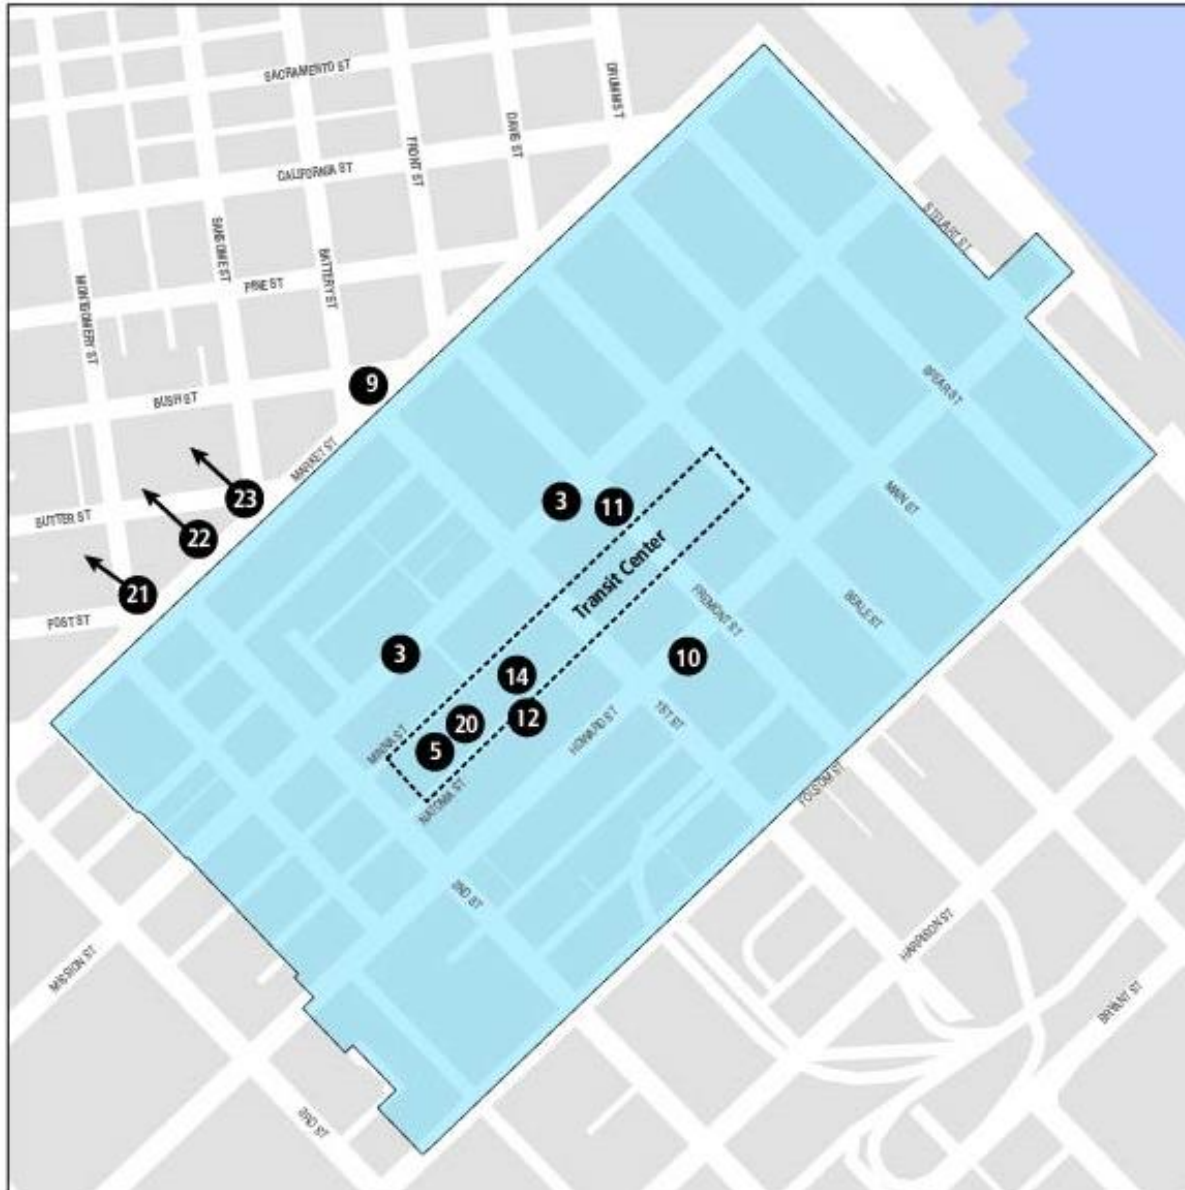 SACRAMENTO ST
DRUMM ST
DAVIS ST
FRONT ST
CALIFORNIA ST
SANSOME ST
BATTERY ST
STEUART ST
PINE ST
MONTGOMERY ST
9
SPEAR ST
BUSH ST
MARKET ST
23
3
11
MAIN ST
SUTTER ST
22
Transit Center
21
POST ST
FREMONT ST
BEALE ST
3
10
14
12
1ST ST
20
HOWARD ST
MINNA ST
5
NATOMA ST
FOLSOM ST
2ND ST
HARRISON ST
MISSION ST
BRYANT ST
3RD ST